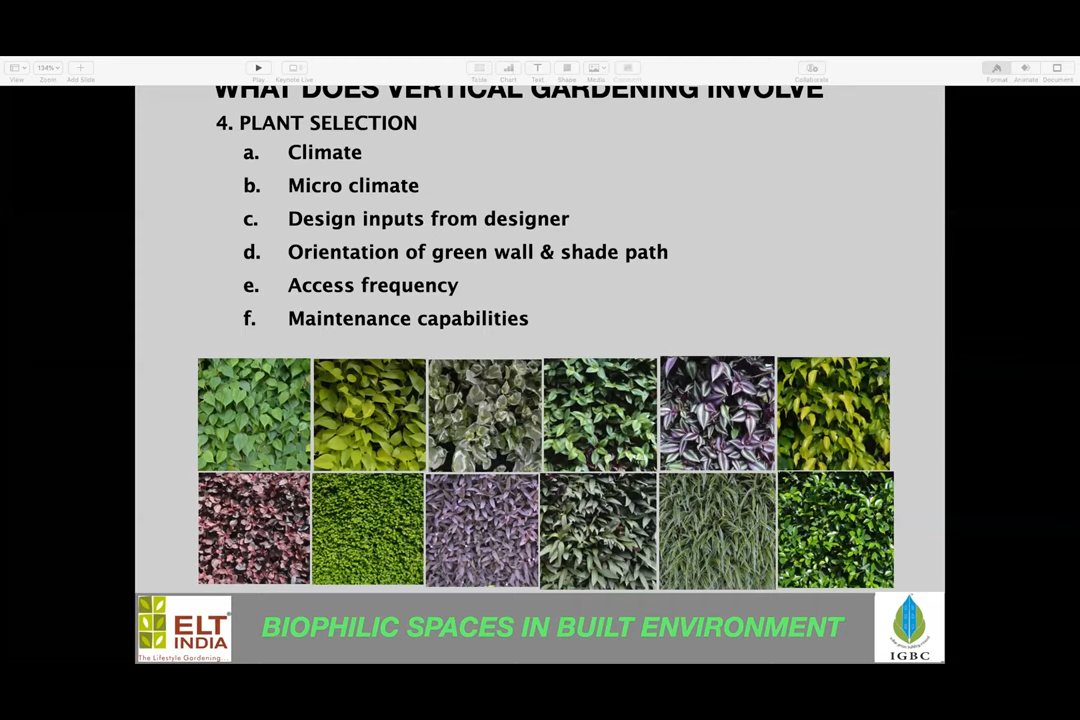 134%
View
Zoom
Add Slide
Play
Keynote Live
Table
Chart
Text
Shape
Media
Comment
Collaborate
Format
Animate
Document
WHAT DOES VERTICAL GARDENING INVOLVE
4. PLANT SELECTION
a. Climate
b. Micro climate
c. Design inputs from designer
d. Orientation of green wall & shade path
e. Access frequency
f. Maintenance capabilities
ELT®
INDIA
The Lifestyle Gardening...
BIOPHILIC SPACES IN BUILT ENVIRONMENT
IGBC